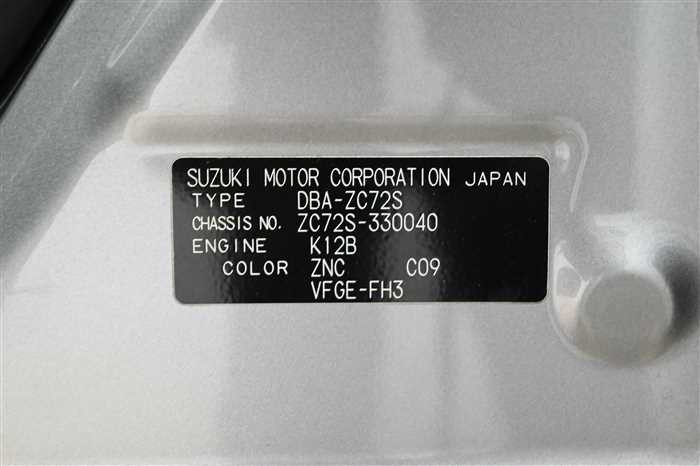 SUZUKI MOTOR CORPORATION JAPAN
TYPE DBA-ZC72S
CHASSIS NO. ZC72S-330040
ENGINE K12B
COLOR ZNC C09
VFGE-FH3